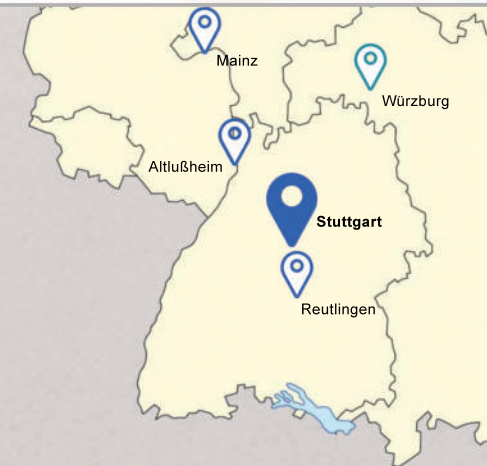 Mainz
Würzburg
Altlußheim
Stuttgart
Reutlingen